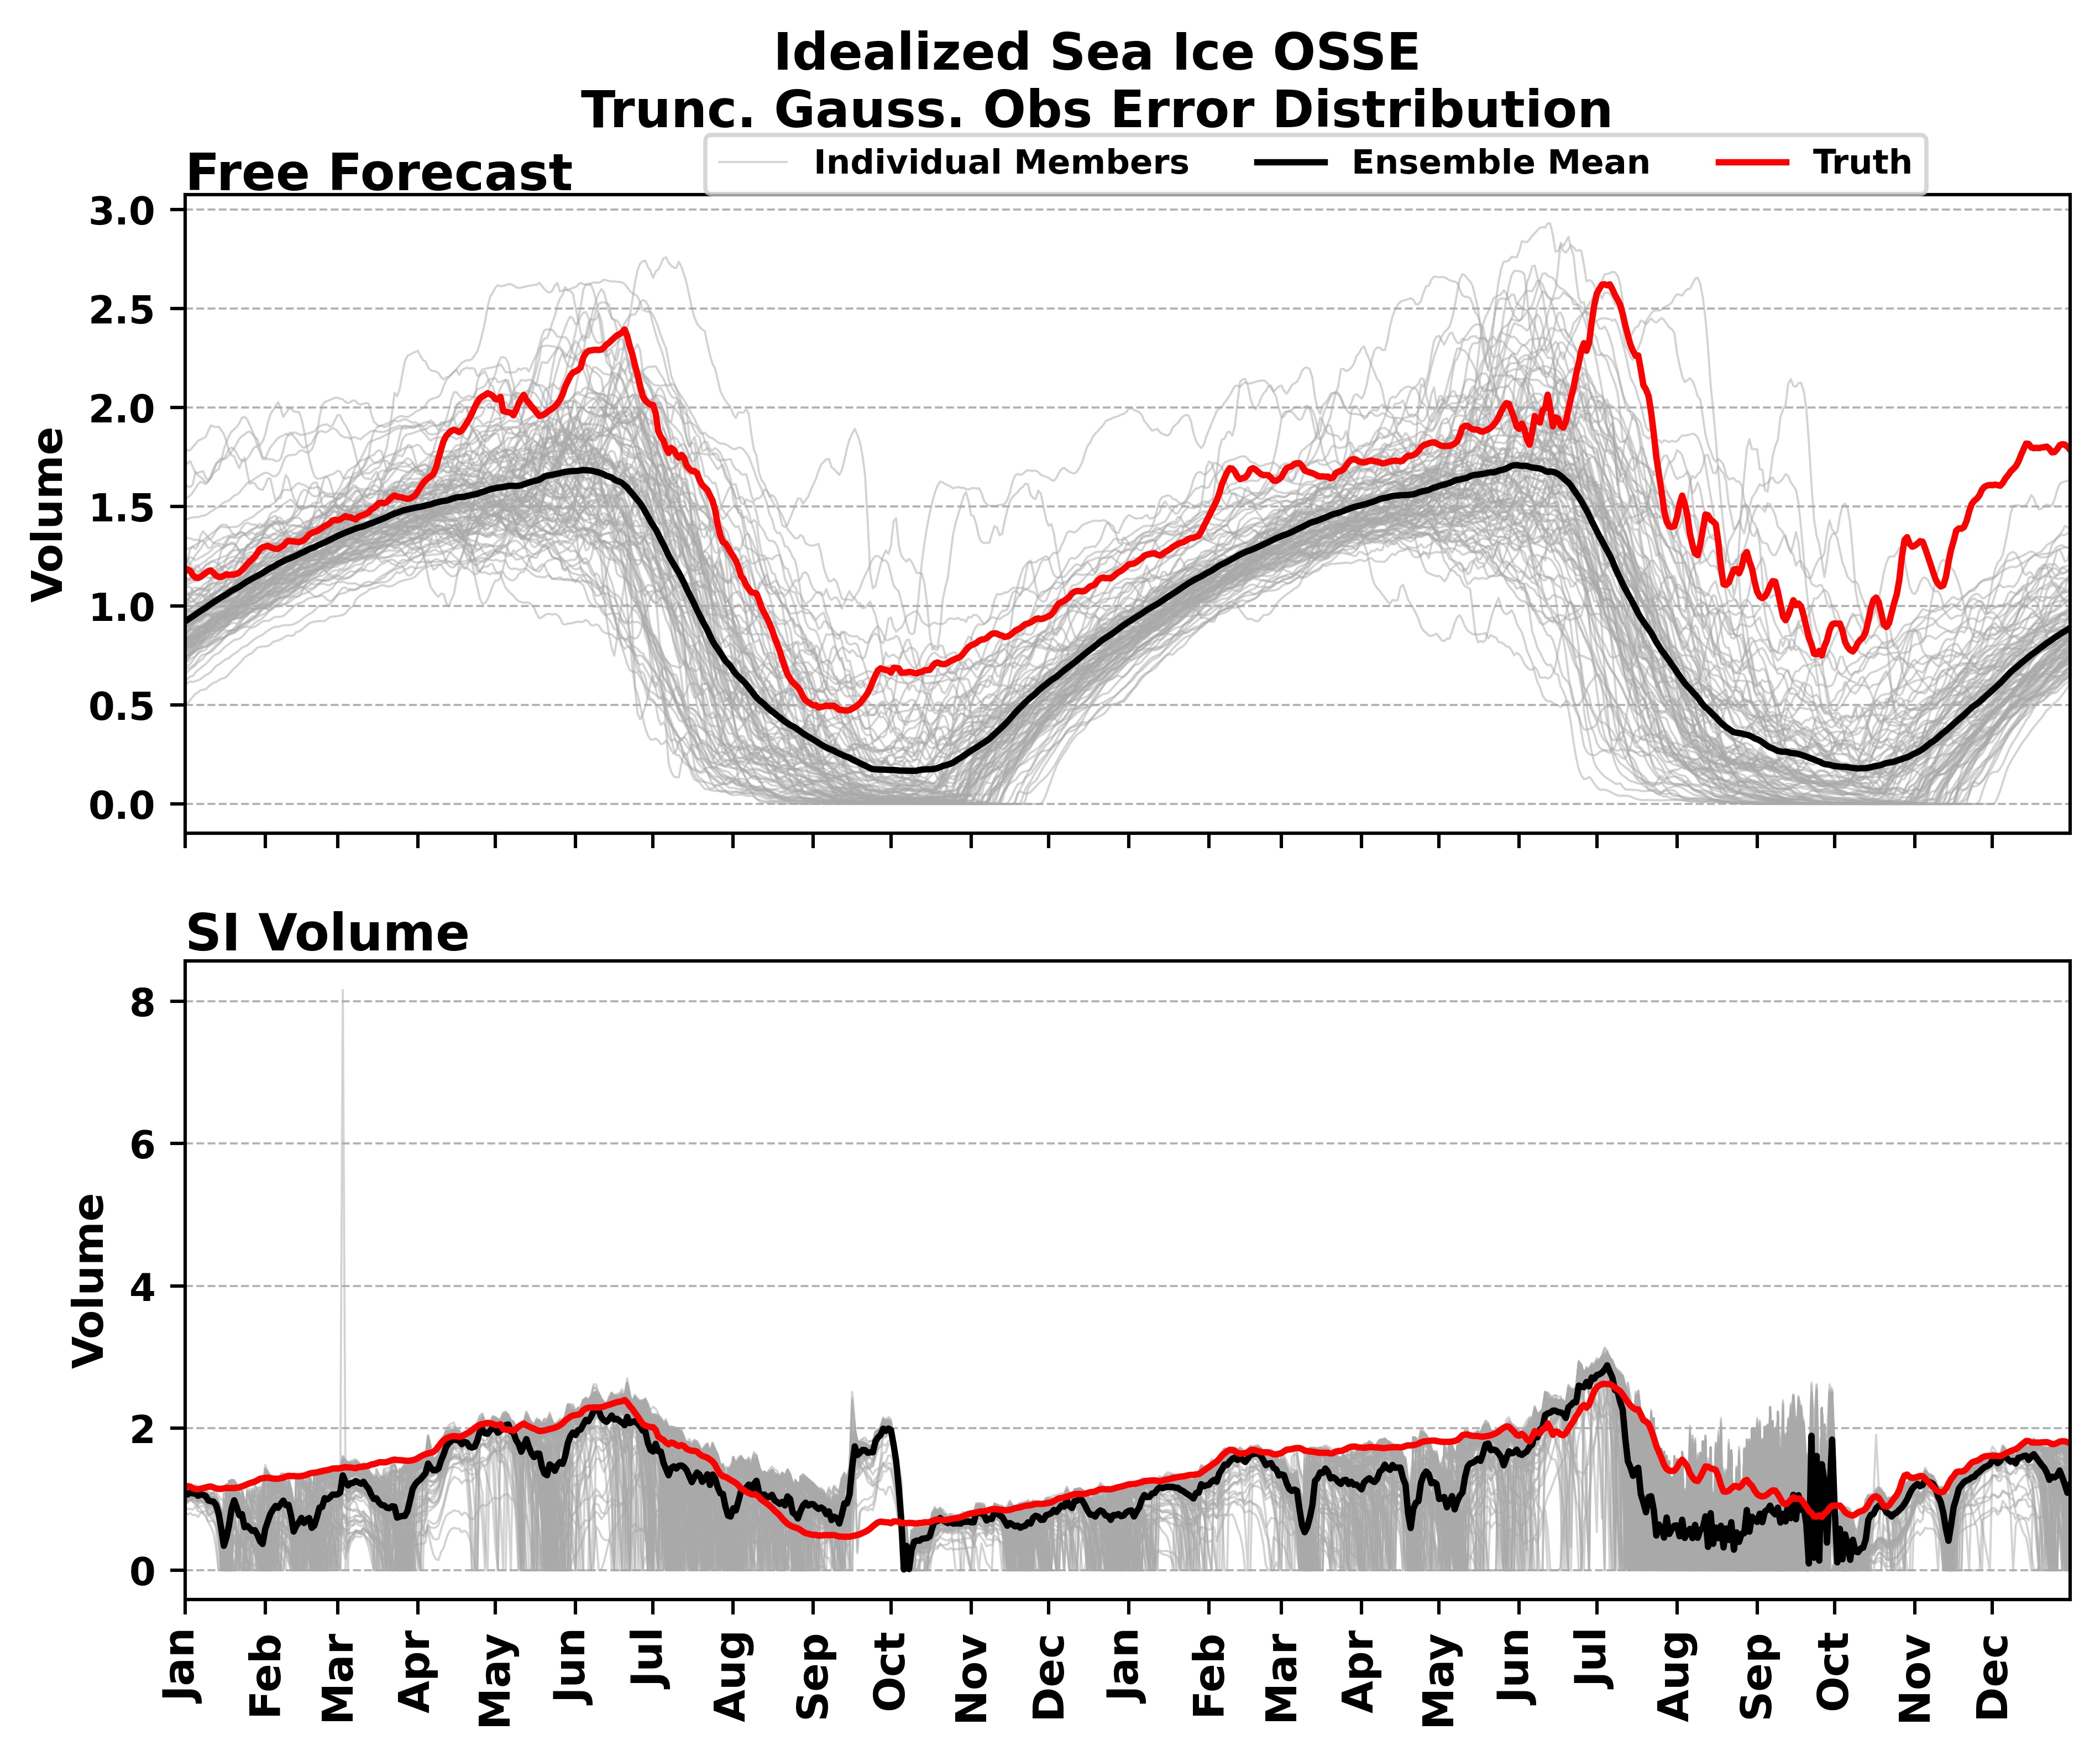 Idealized Sea Ice OSSE
Trunc. Gauss. Obs Error Distribution
Free Forecast
Individual Members Ensemble Mean Truth
3.0
2.5
2.0
1.5
1.0
0.5
0.0
Volume
SI Volume
8
6
4
2
0
Volume
Jan Feb Mar Apr May Jun Jul Aug Sep Oct Nov Dec Jan Feb Mar Apr May Jun Jul Aug Sep Oct Nov Dec